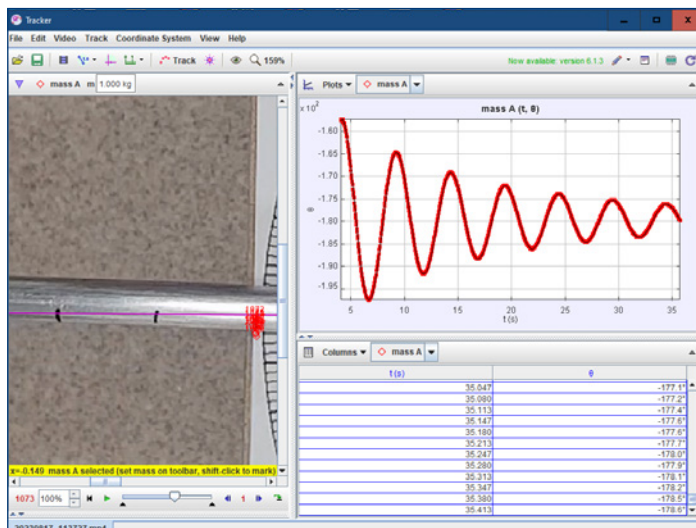 Tracker
File Edit Video Track Coordinate System View Help
Track 159% Now available: version 6.1.3
mass A m 1.000 kg
Plots mass A
x 10²
mass A (t, θ)
-1.60
-1.65
-1.70
-1.75
θ
-1.80
-1.85
-1.90
-1.95
5 10 15 20 25 30 35
t (s)
1073
Columns mass A
t (s) θ
35.047 -177.1°
35.080 -177.2°
35.113 -177.4°
35.147 -177.6°
35.180 -177.6°
35.213 -177.7°
35.247 -178.0°
35.280 -177.9°
35.313 -178.1°
35.347 -178.2°
35.380 -178.5°
35.413 -178.6°
x=-0.149 mass A selected (set mass on toolbar, shift-click to mark)
1073 100% 1